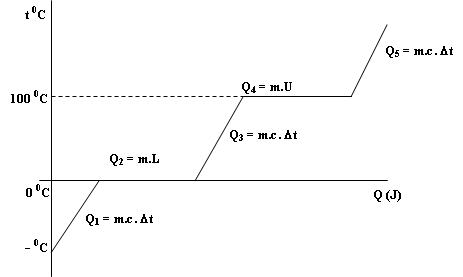 t ⁰C
Q₅ = m.c. Δt
Q₄ = m.U
100 ⁰C
Q₃ = m.c. Δt
Q₂ = m.L
0 ⁰C
Q (J)
Q₁ = m.c. Δt
– ⁰C